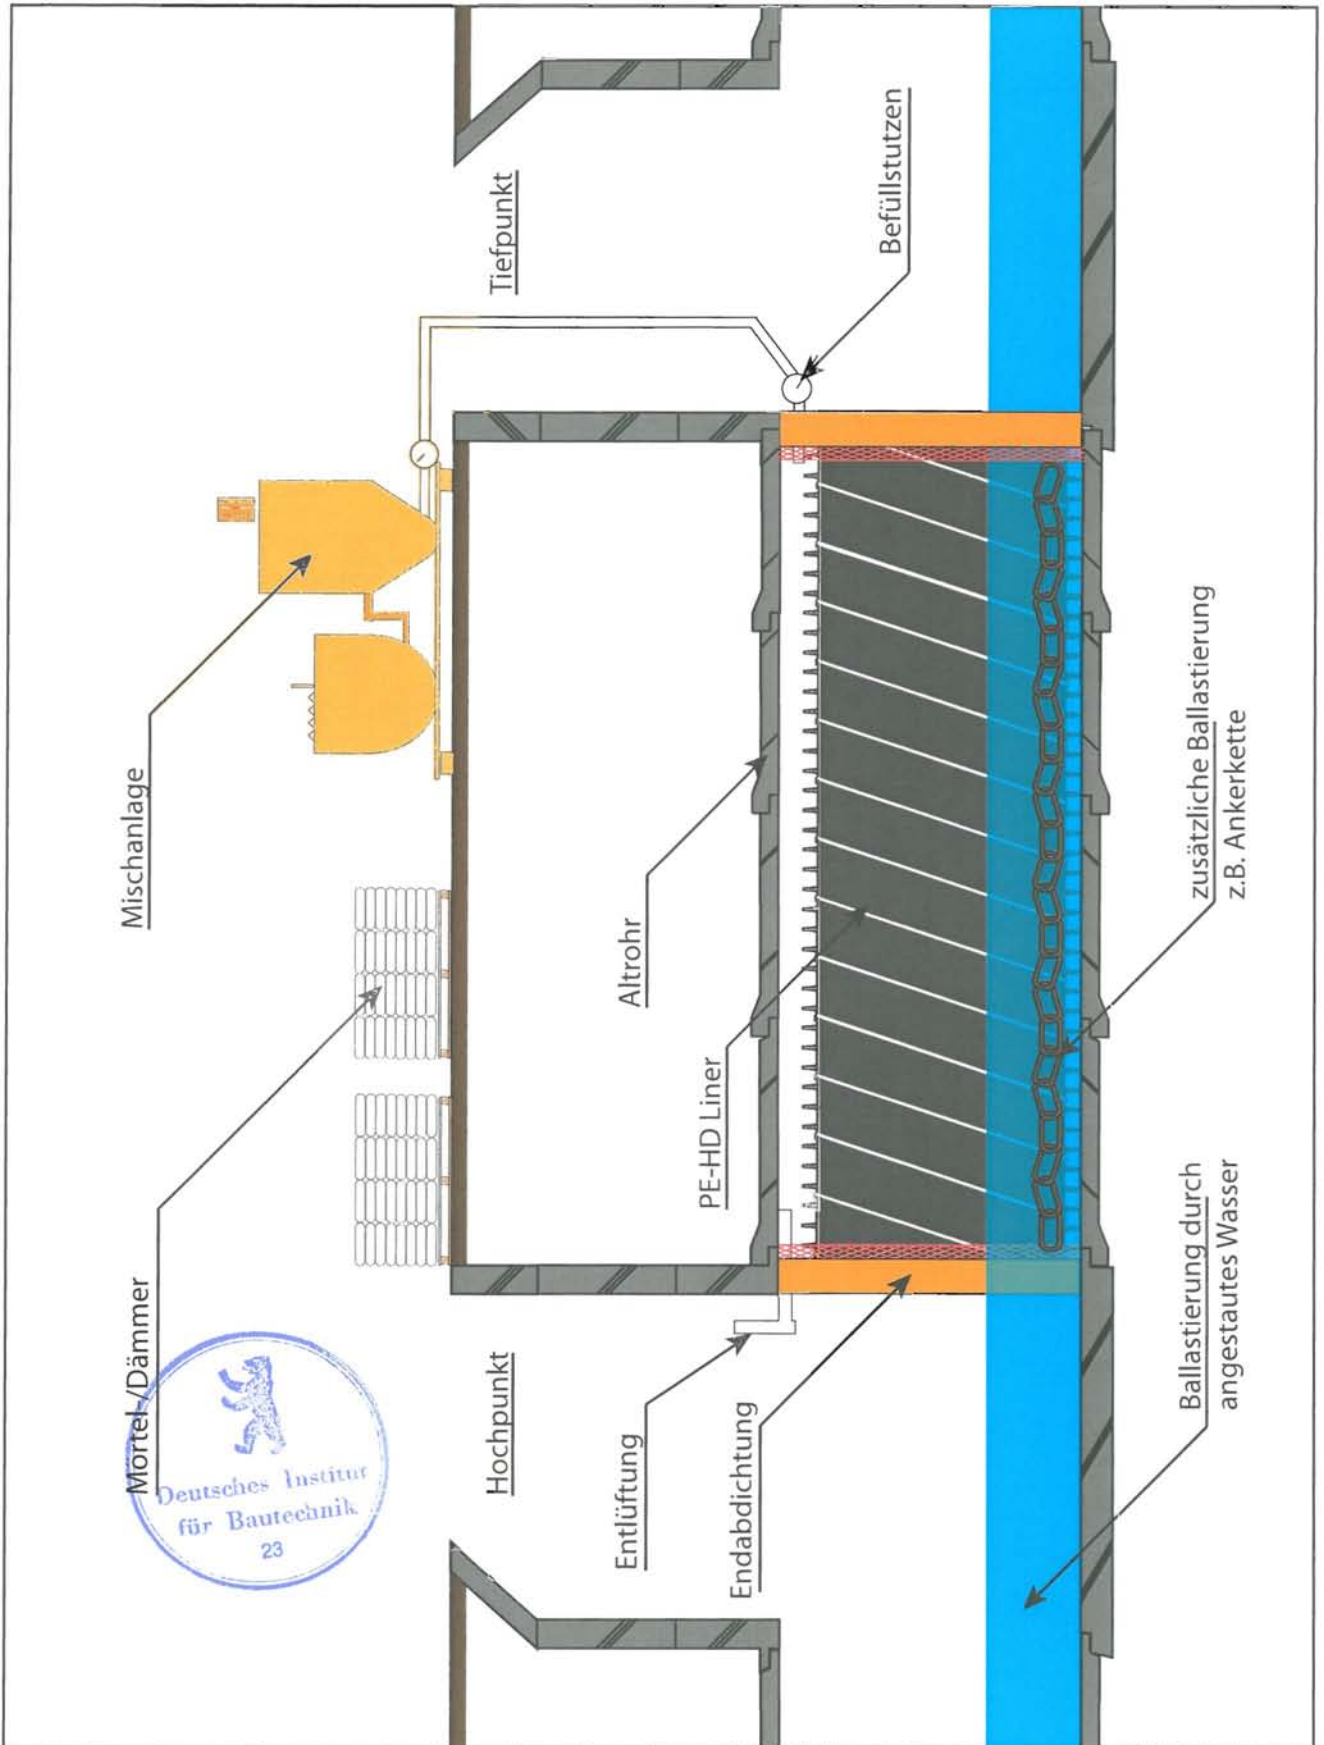 Mörtel-/Dämmer
Mischanlage
Deutsches Institut
für Bautechnik
23
Hochpunkt
Tiefpunkt
Entlüftung
Altrohr
Endabdichtung
PE-HD Liner
Befüllstutzen
Ballastierung durch
angestautes Wasser
zusätzliche Ballastierung
z.B. Ankerkette